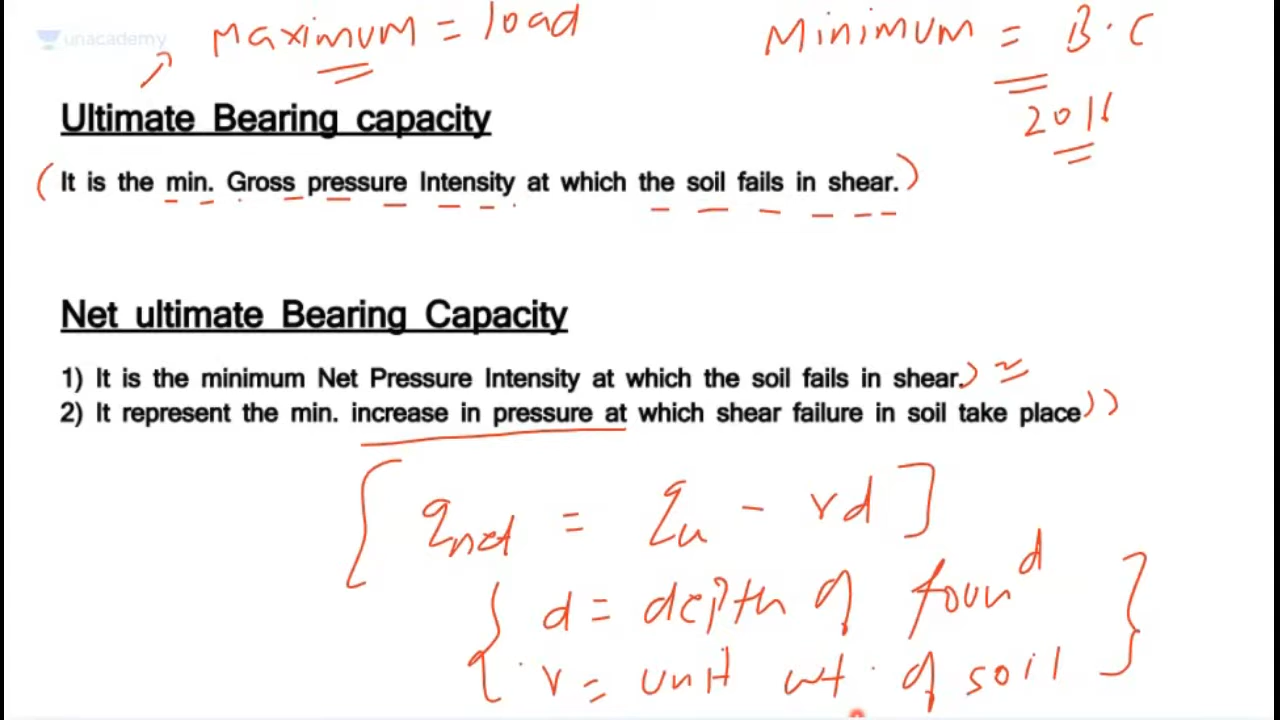 unacademy
Maximum = load
Minimum = B.C
Ultimate Bearing capacity
(It is the min. Gross pressure Intensity at which the soil fails in shear.)
Net ultimate Bearing Capacity
1) It is the minimum Net Pressure Intensity at which the soil fails in shear.)
2) It represent the min. increase in pressure at which shear failure in soil take place))
[qnet = qu - γd]
{ d = depth of found
γ = unit wt. of soil }